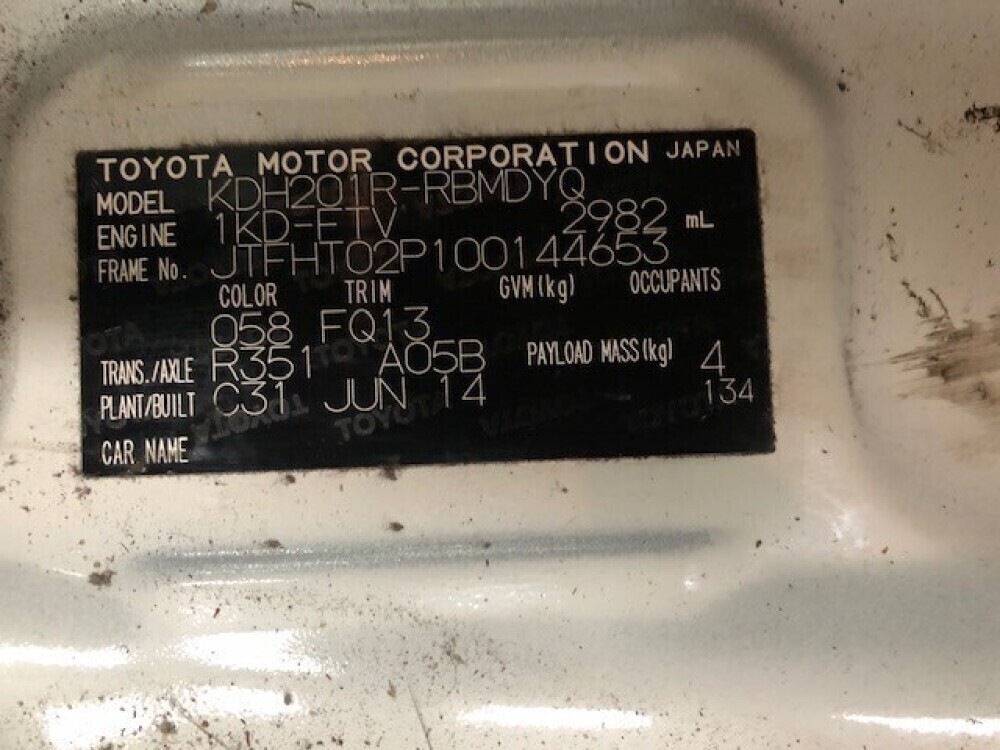 TOYOTA MOTOR CORPORATION JAPAN
MODEL KDH201R-RBMDYQ
ENGINE 1KD-FTV 2982 mL
FRAME No. JTFHT02P100144653
COLOR TRIM GVM(kg) OCCUPANTS
058 FQ13
TRANS./AXLE R351 A05B PAYLOAD MASS(kg) 4
PLANT/BUILT C31 JUN 14 134
CAR NAME